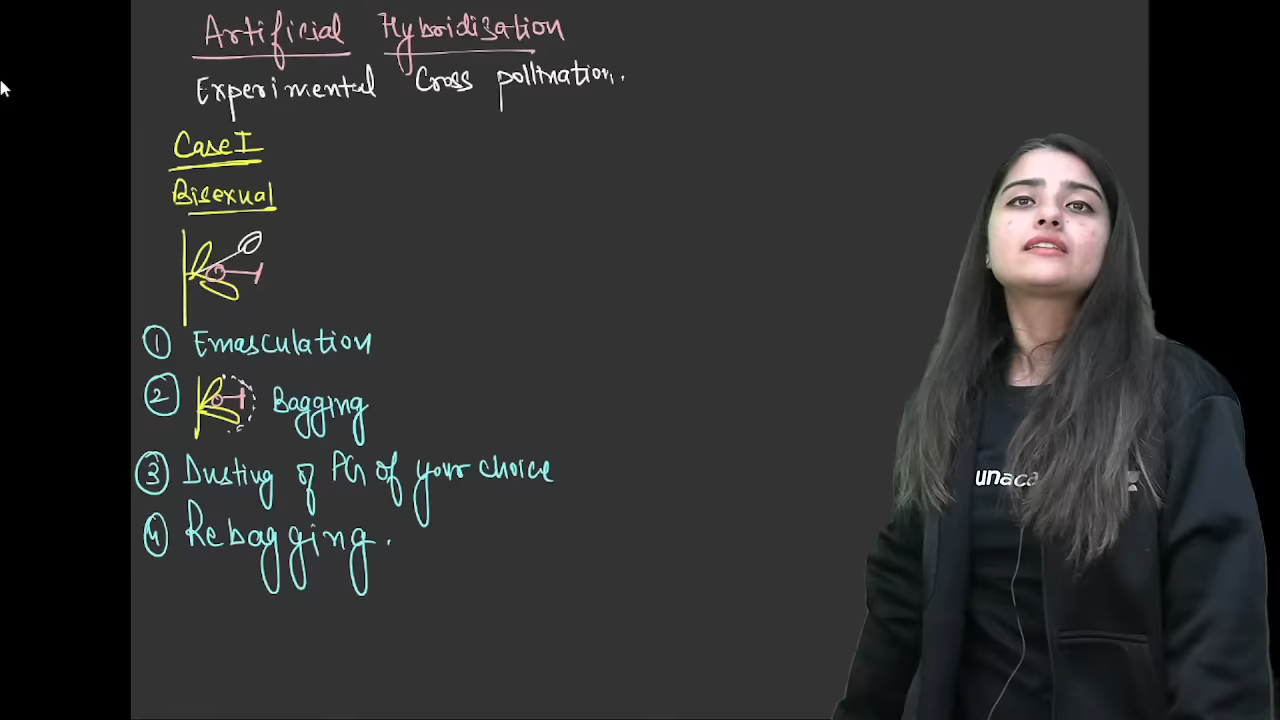 Artificial Hybridisation
Experimental Cross pollination.
Case I
Bisexual
① Emasculation
② Bagging
③ Dusting of PG of your choice
④ Rebagging.
unaca